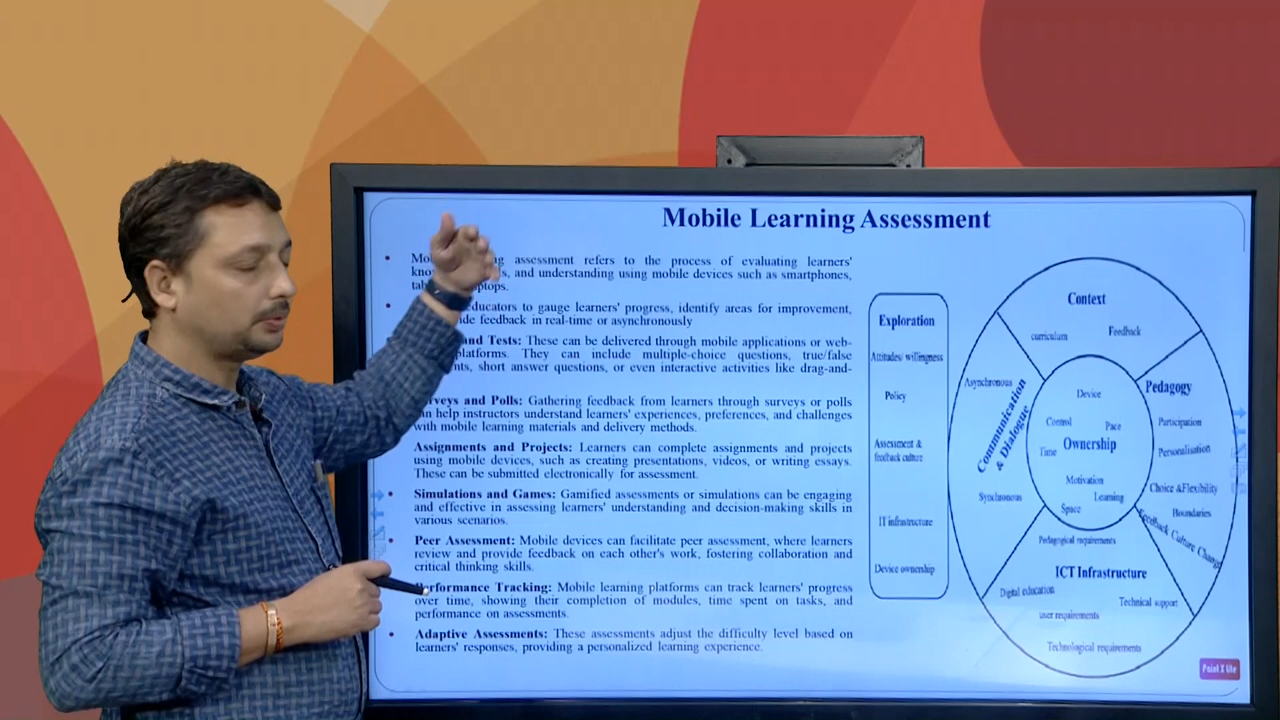 Mobile Learning Assessment
assessment refers to the process of evaluating learners'
and understanding using mobile devices such as smartphones,
educators to gauge learners' progress, identify areas for improvement,
feedback in real-time or asynchronously
and Tests: These can be delivered through mobile applications or web-
platforms. They can include multiple-choice questions, true/false
short answer questions, or even interactive activities like drag-and-
and Polls: Gathering feedback from learners through surveys or polls
help instructors understand learners' experiences, preferences, and challenges
with mobile learning materials and delivery methods.
Assignments and Projects: Learners can complete assignments and projects
using mobile devices, such as creating presentations, videos, or writing essays.
These can be submitted electronically for assessment.
• Simulations and Games: Gamified assessments or simulations can be engaging
and effective in assessing learners' understanding and decision-making skills in
various scenarios.
• Peer Assessment: Mobile devices can facilitate peer assessment, where learners
review and provide feedback on each other's work, fostering collaboration and
critical thinking skills.
Tracking: Mobile learning platforms can track learners' progress
over time, showing their completion of modules, time spent on tasks, and
performance on assessments.
• Adaptive Assessments: These assessments adjust the difficulty level based on
learners' responses, providing a personalized learning experience.
Exploration
Attitudes/ willingness
Policy
Assessment &
feedback culture
IT infrastructure
Device ownership
Context
curriculum
Feedback
Asynchronous
Communication
& Dialogue
Synchronous
Device
Control
Pace
Time
Ownership
Motivation
Learning
Space
Pedagogy
Participation
Personalisation
Choice &Flexibility
Boundaries
Feedback Culture Change
Pedagogical requirements
ICT Infrastructure
Digital education
Technical support
user requirements
Technological requirements
Point X lite